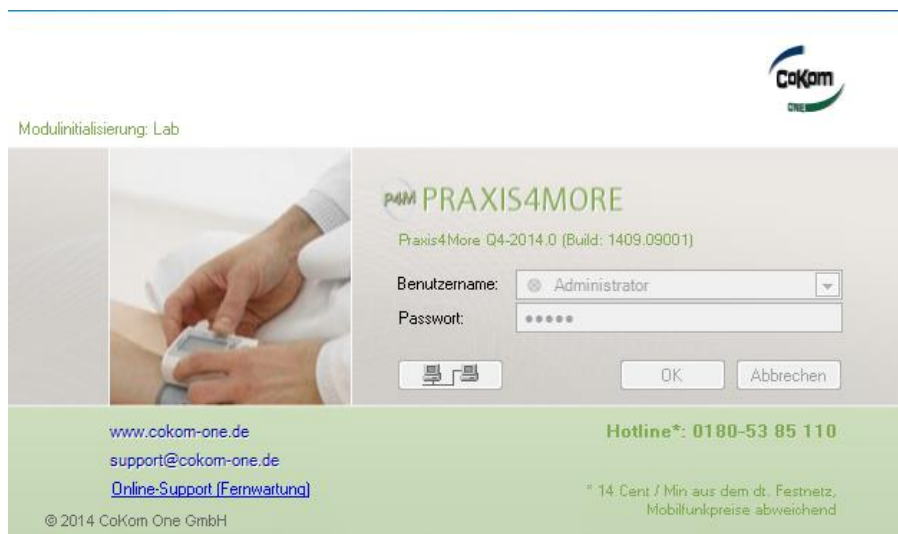 CoKom
ONE
Modulinitialisierung: Lab
P4M PRAXIS4MORE
Praxis4More Q4-2014.0 (Build: 1409.09001)
Benutzername: Administrator
Passwort: •••••
OK Abbrechen
www.cokom-one.de
support@cokom-one.de
Online-Support (Fernwartung)
© 2014 CoKom One GmbH
Hotline*: 0180-53 85 110
* 14 Cent / Min aus dem dt. Festnetz,
Mobilfunkpreise abweichend